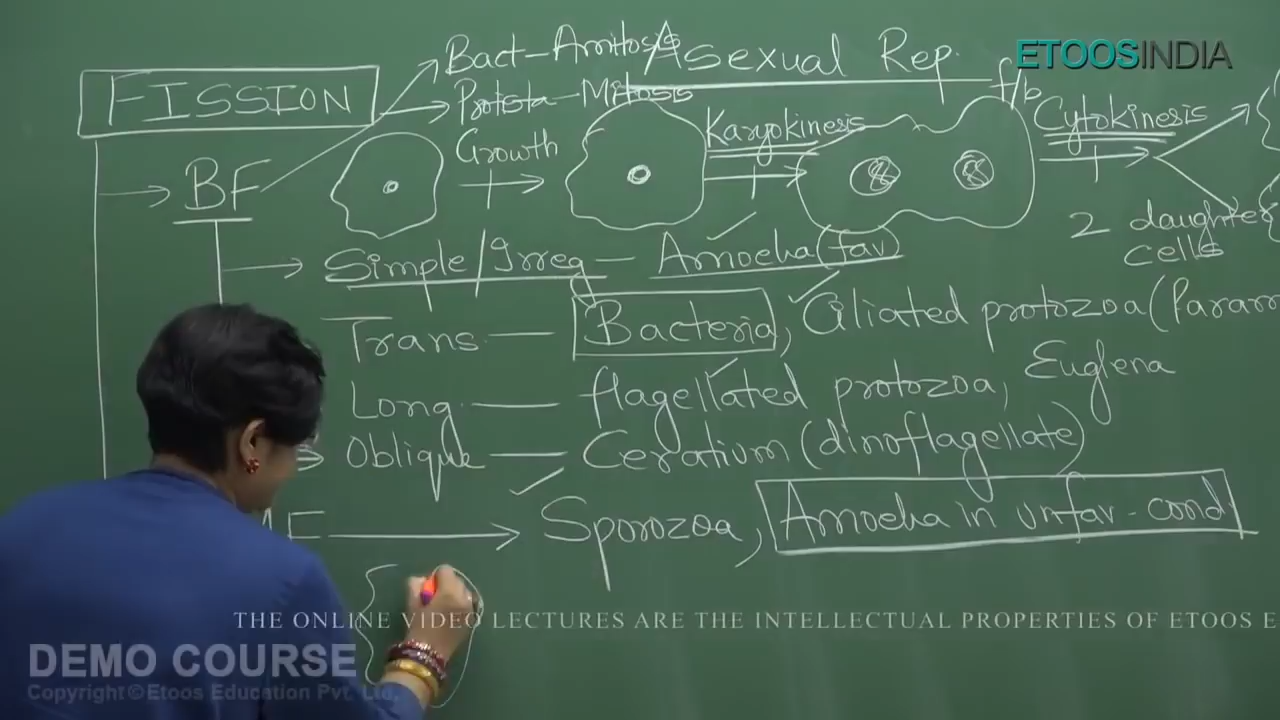 Bact-Amitosis Asexual Rep.
ETOOSINDIA
FISSION
Protista-Mitosis
Growth
Karyokinesis
f/b
Cytokinesis
BF
2 daughter
cells
Simple/Irreg - Amoeba (fav)
Trans. — Bacteria, Ciliated protozoa (Param
Long. — flagellated protozoa, Euglena
Oblique — Ceratium (dinoflagellate)
MF → Sporozoa, Amoeba in unfav-cond.
THE ONLINE VIDEO LECTURES ARE THE INTELLECTUAL PROPERTIES OF ETOOS E
DEMO COURSE
Copyright©Etoos Education Pvt. Ltd.